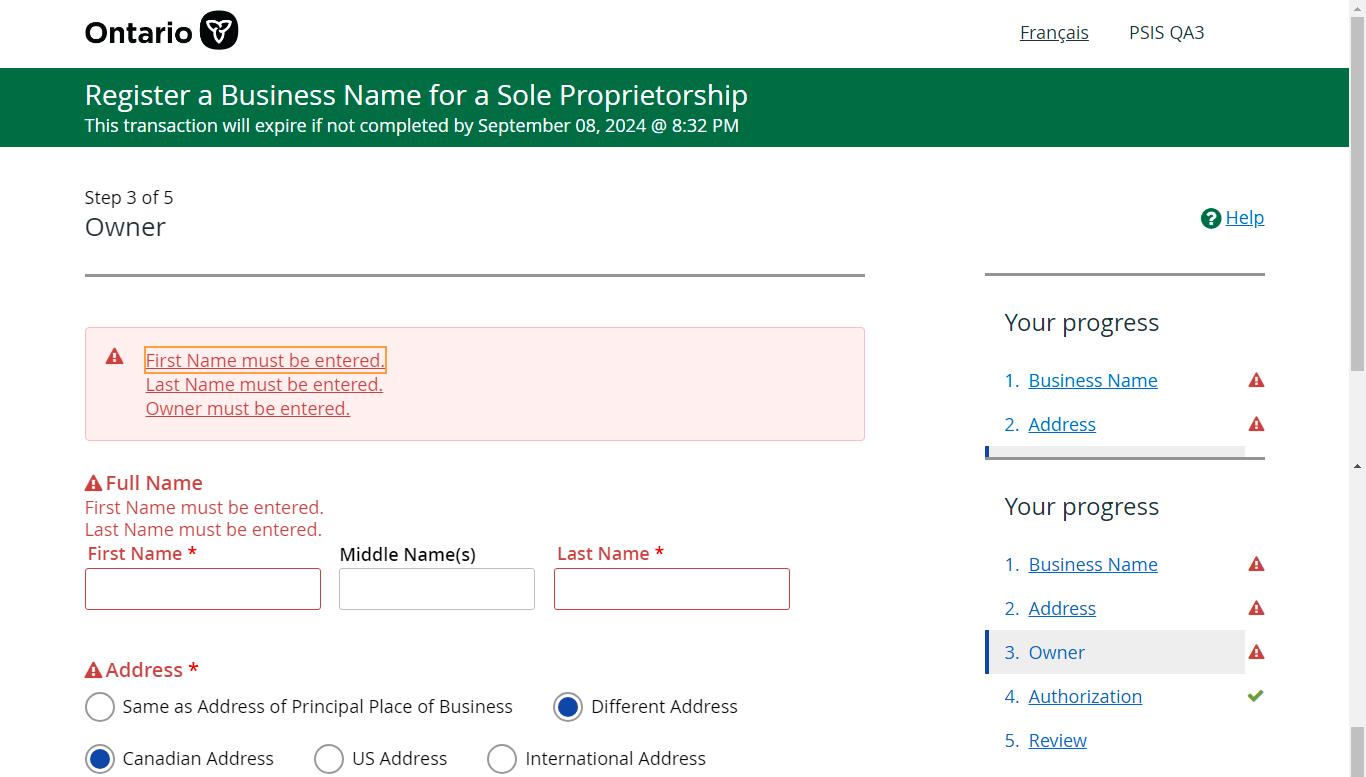 Ontario
Français
PSIS QA3
Register a Business Name for a Sole Proprietorship
This transaction will expire if not completed by September 08, 2024 @ 8:32 PM
Step 3 of 5
Owner
? Help
First Name must be entered.
Last Name must be entered.
Owner must be entered.
Full Name
First Name must be entered.
Last Name must be entered.
First Name *
Middle Name(s)
Last Name *
Address *
Same as Address of Principal Place of Business
Different Address
Canadian Address
US Address
International Address
Your progress
1. Business Name
2. Address
Your progress
1. Business Name
2. Address
3. Owner
4. Authorization
5. Review